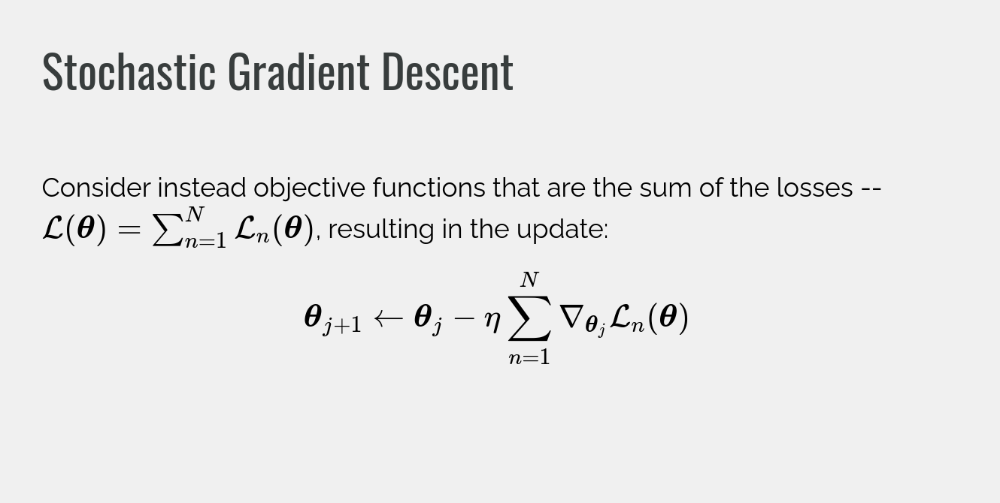 Stochastic Gradient Descent
Consider instead objective functions that are the sum of the losses --
$\mathcal{L}(\boldsymbol{\theta}) = \sum_{n=1}^{N} \mathcal{L}_n(\boldsymbol{\theta})$, resulting in the update:
$\boldsymbol{\theta}_{j+1} \leftarrow \boldsymbol{\theta}_j - \eta \sum_{n=1}^{N} \nabla_{\boldsymbol{\theta}_j} \mathcal{L}_n(\boldsymbol{\theta})$